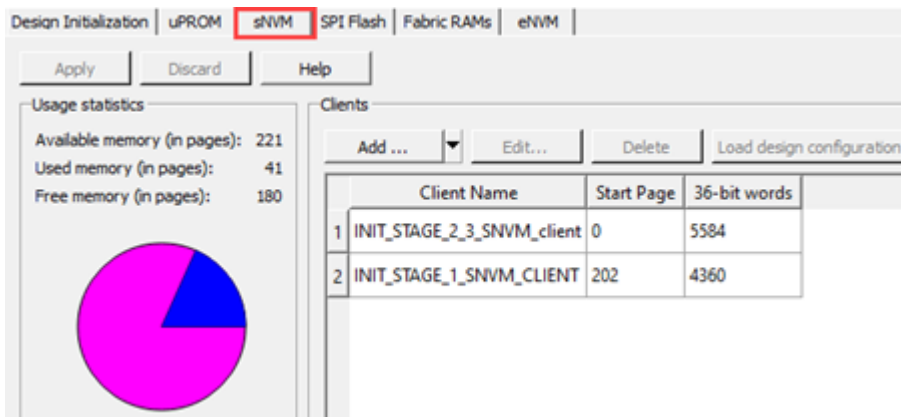 Design Initialization uPROM sNVM SPI Flash Fabric RAMs eNVM
Apply Discard Help
Usage statistics
Available memory (in pages): 221
Used memory (in pages): 41
Free memory (in pages): 180
Clients
Add ... Edit... Delete Load design configuration
Client Name Start Page 36-bit words
1 INIT_STAGE_2_3_SNVM_client 0 5584
2 INIT_STAGE_1_SNVM_CLIENT 202 4360